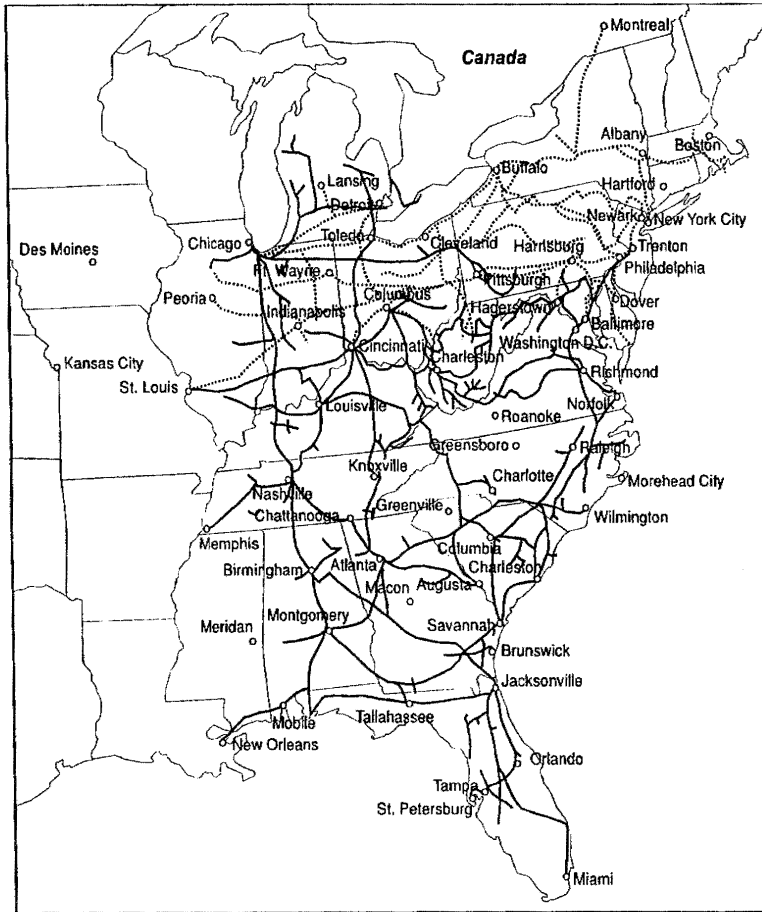 Montreal
Canada
Albany
Boston
Buffalo
Lansing
Hartford
Detroit
Newark
New York City
Chicago
Toledo
Cleveland
Harrisburg
Trenton
Des Moines
Philadelphia
Ft. Wayne
Pittsburgh
Peoria
Columbus
Hagerstown
Dover
Indianapolis
Baltimore
Cincinnati
Washington D.C.
Charleston
Kansas City
Richmond
St. Louis
Louisville
Norfolk
Roanoke
Greensboro
Raleigh
Knoxville
Charlotte
Morehead City
Nashville
Chattanooga
Greenville
Wilmington
Memphis
Columbia
Birmingham
Atlanta
Charleston
Macon
Augusta
Montgomery
Savannah
Meridan
Brunswick
Jacksonville
Mobile
Tallahassee
New Orleans
Orlando
Tampa
St. Petersburg
Miami